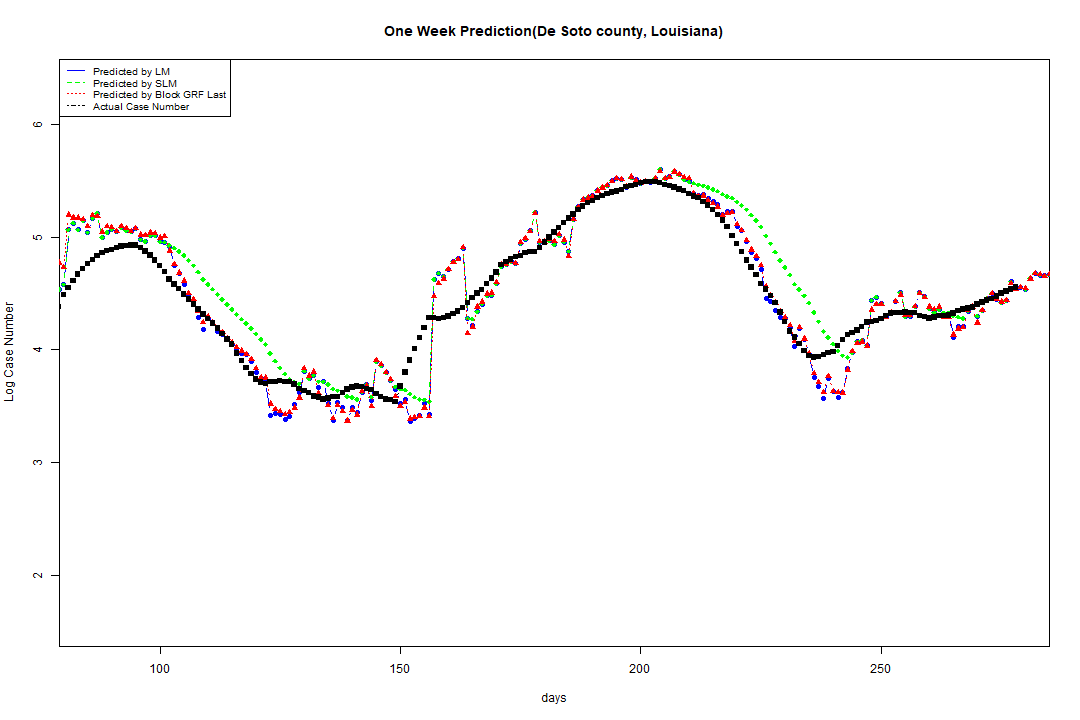 One Week Prediction(De Soto county, Louisiana)
Predicted by LM
Predicted by SLM
Predicted by Block GRF Last
Actual Case Number
Log Case Number
6
5
4
3
2
100 150 200 250
days